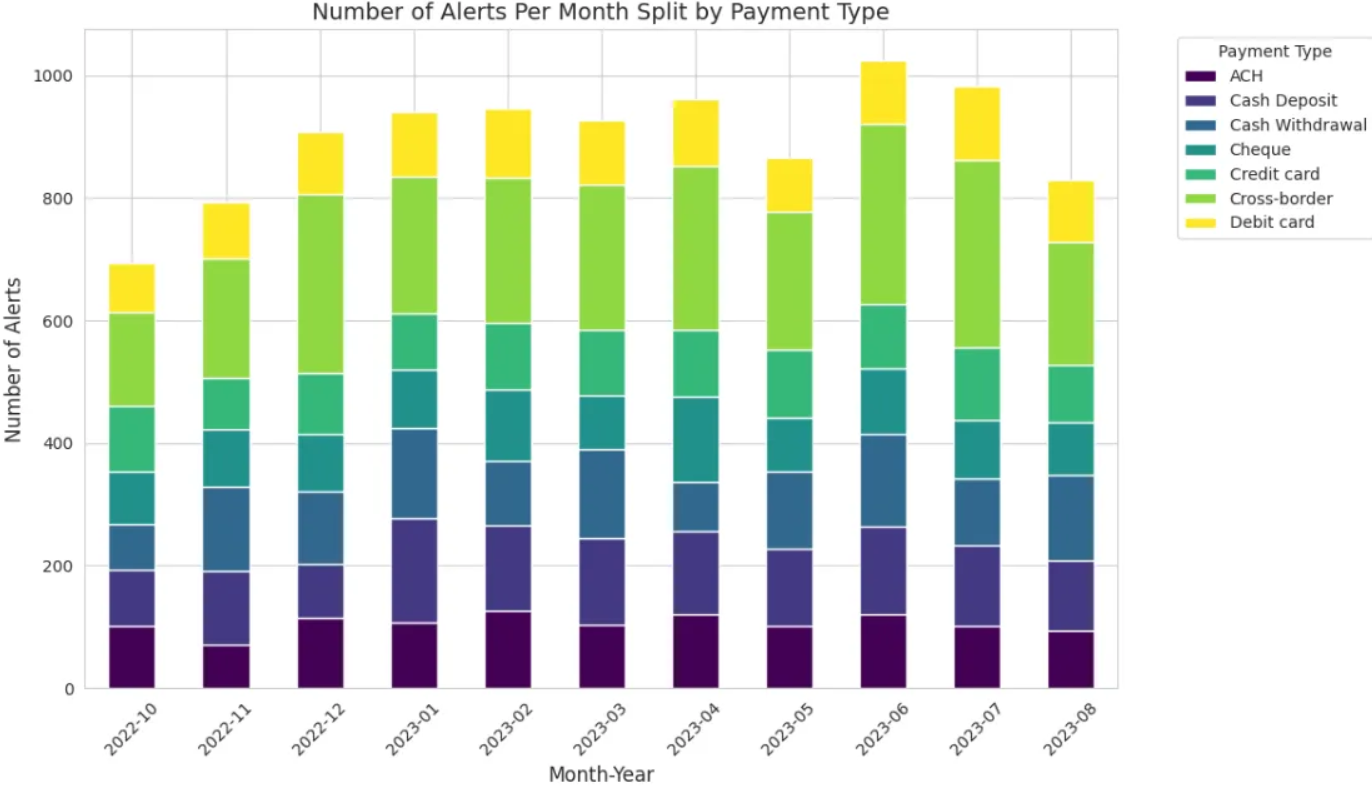 Number of Alerts Per Month Split by Payment Type
Number of Alerts
1000
800
600
400
200
0
2022-10
2022-11
2022-12
2023-01
2023-02
2023-03
2023-04
2023-05
2023-06
2023-07
2023-08
Month-Year
Payment Type
ACH
Cash Deposit
Cash Withdrawal
Cheque
Credit card
Cross-border
Debit card